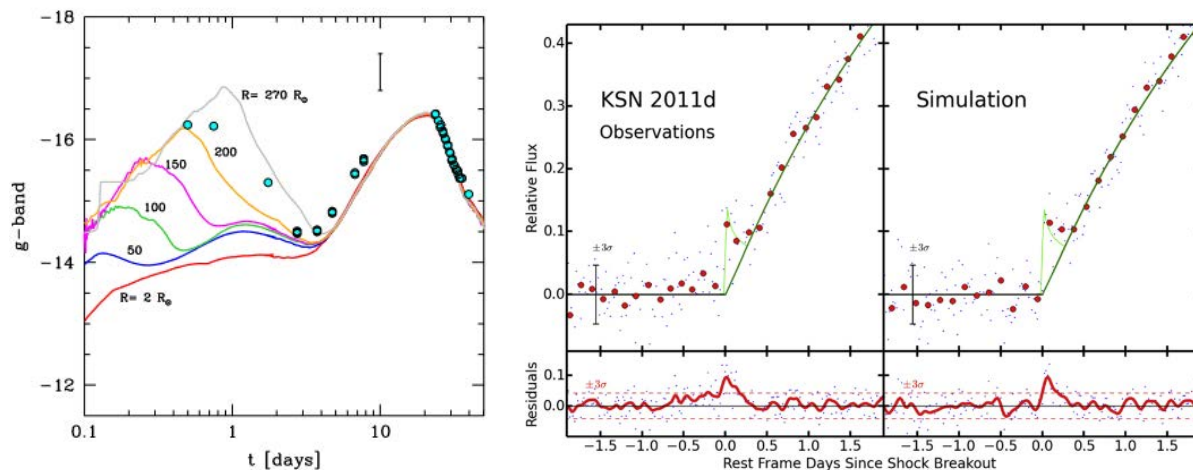 -18
-16
-14
-12
g-band
R= 270 R⊙
200
150
100
50
R= 2 R⊙
0.1
1
10
t [days]
KSN 2011d
Observations
Simulation
Relative Flux
0.4
0.3
0.2
0.1
0.0
±3σ
±3σ
Residuals
0.1
0.0
±3σ
±3σ
−1.5 −1.0 −0.5 0.0 0.5 1.0 1.5
−1.5 −1.0 −0.5 0.0 0.5 1.0 1.5
Rest Frame Days Since Shock Breakout